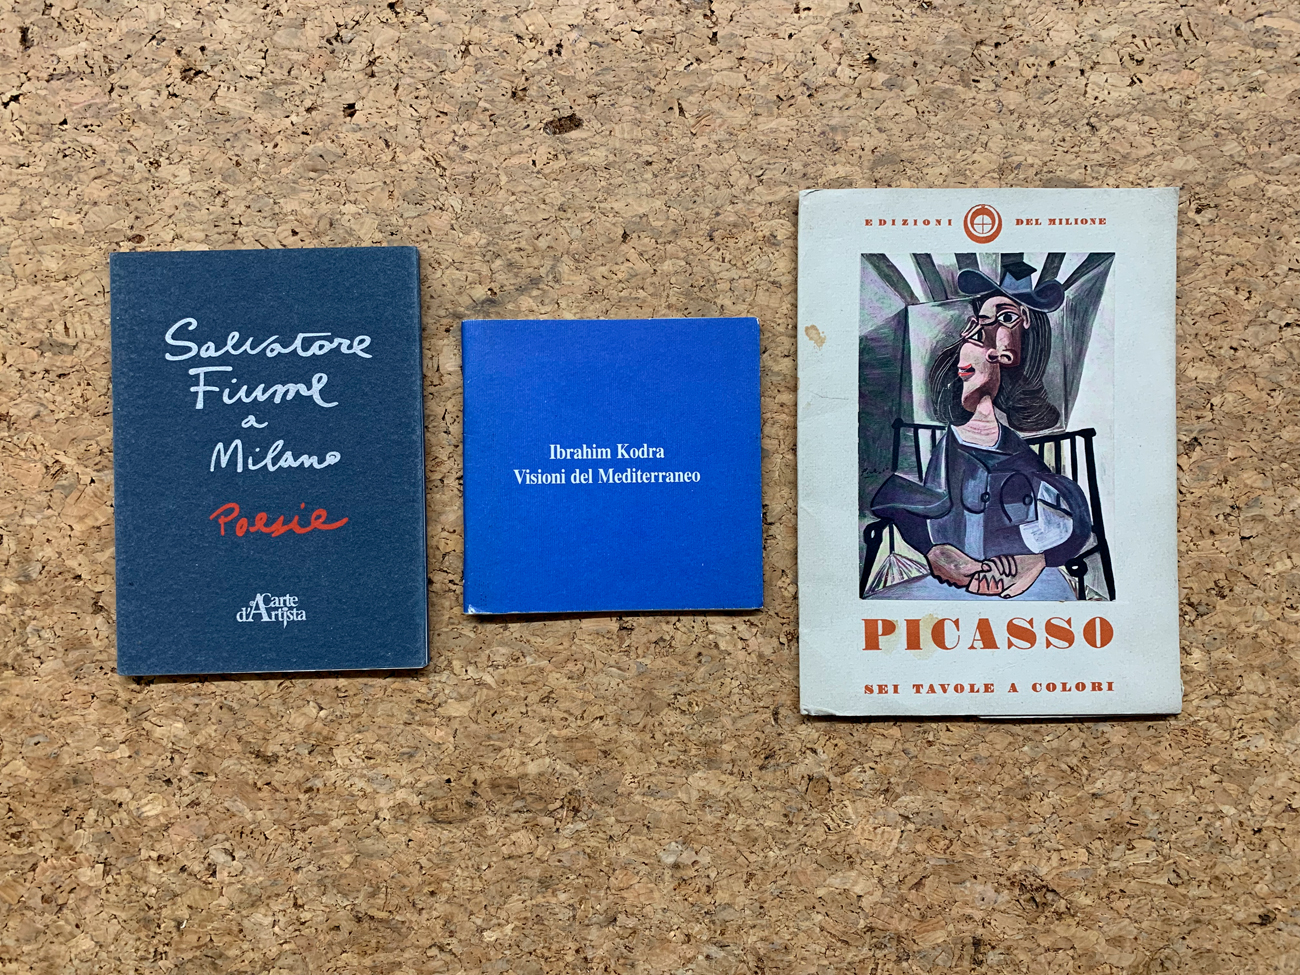 Salvatore
Fiume
a
Milano
Poesie
Carte
d'Artista
Ibrahim Kodra
Visioni del Mediterraneo
EDIZIONI DEL MILIONE
PICASSO
SEI TAVOLE A COLORI